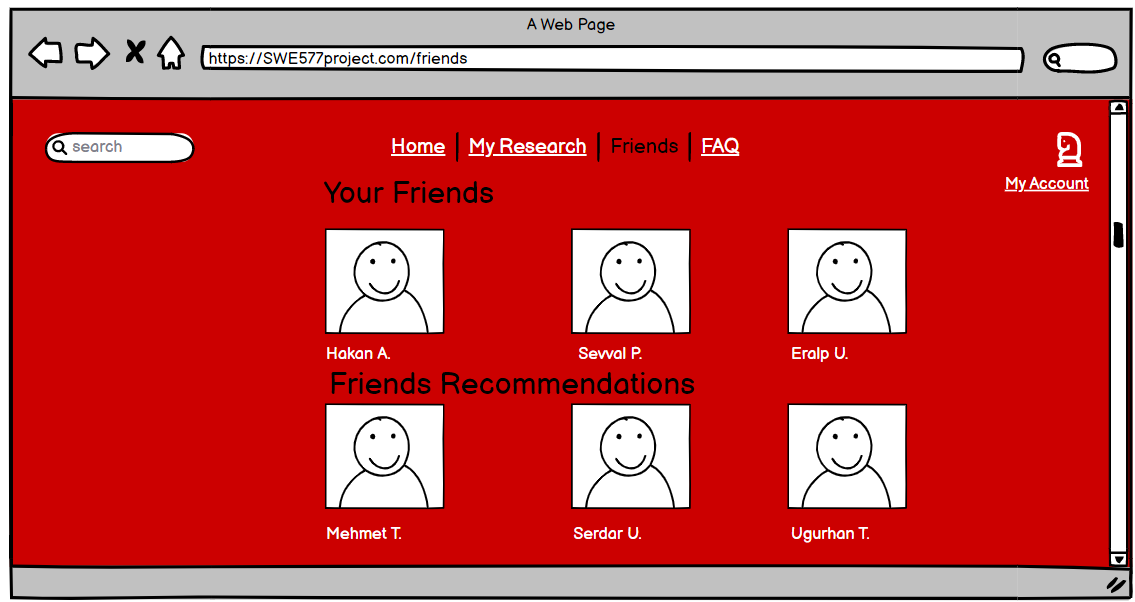 A Web Page
https://SWE577project.com/friends
search
Home My Research Friends FAQ
My Account
Your Friends
Hakan A. Sevval P. Eralp U.
Friends Recommendations
Mehmet T. Serdar U. Ugurhan T.